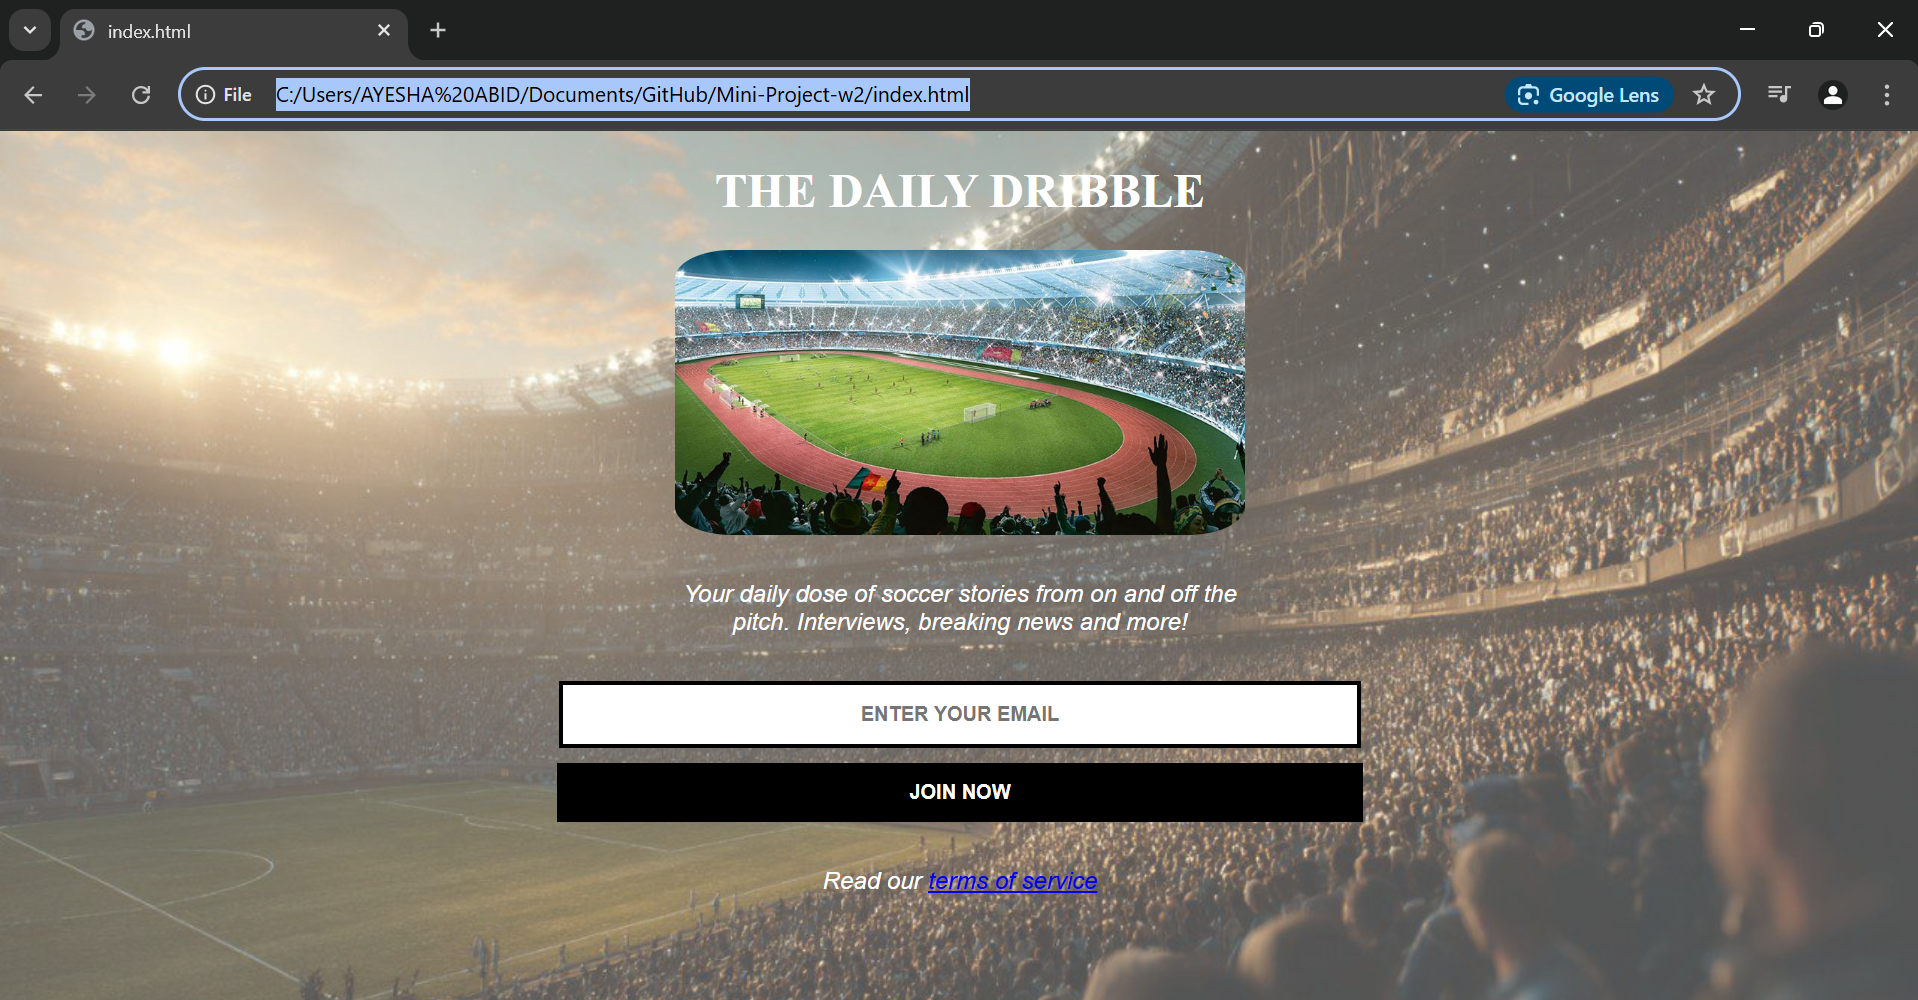 index.html
File C:/Users/AYESHA%20ABID/Documents/GitHub/Mini-Project-w2/index.html Google Lens
THE DAILY DRIBBLE
Your daily dose of soccer stories from on and off the
pitch. Interviews, breaking news and more!
ENTER YOUR EMAIL
JOIN NOW
Read our terms of service